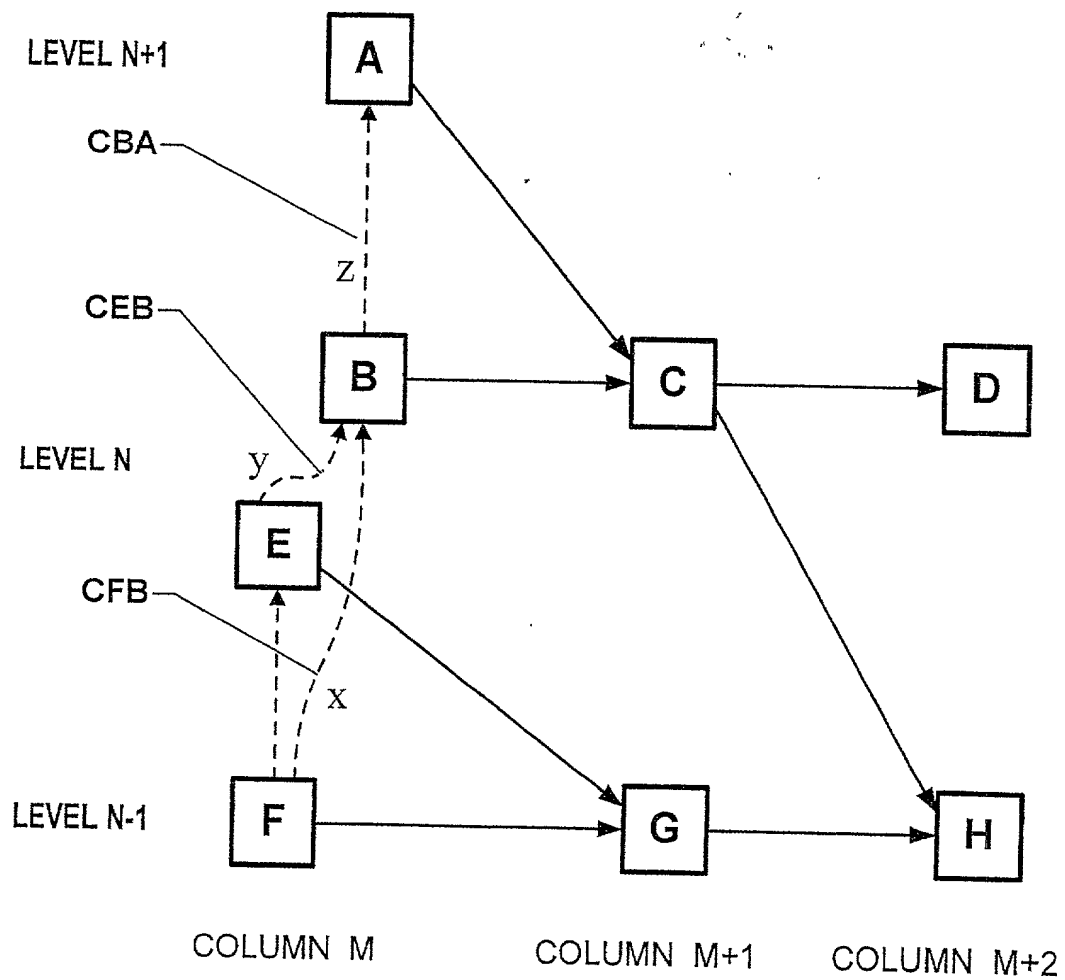 LEVEL N+1
A
CBA
z
CEB
B
C
D
LEVEL N
y
E
CFB
x
LEVEL N-1
F
G
H
COLUMN M
COLUMN M+1
COLUMN M+2